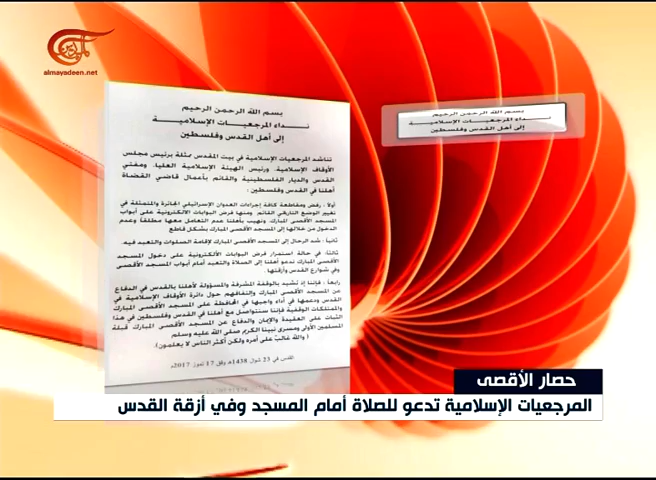 الميادين
almayadeen.net
بسم الله الرحمن الرحيم
نداء المرجعيات الإسلامية
إلى أهل القدس وفلسطين
بسم الله الرحمن الرحيم
نداء المرجعيات الإسلامية
إلى أهل القدس وفلسطين
تناشد المرجعيات الإسلامية في بيت المقدس ممثلة برئيس مجلس
الأوقاف الإسلامية، ورئيس الهيئة الإسلامية العليا، ومفتي
القدس والديار الفلسطينية والقائم بأعمال قاضي القضاة
أهلنا في القدس وفلسطين:
أولا: رفض ومقاطعة كافة إجراءات العدوان الإسرائيلي الجائرة والمتمثلة في
تغيير الوضع التاريخي القائم، ومنها فرض البوابات الالكترونية على أبواب
المسجد الأقصى المبارك، ونهيب بأهلنا عدم التعامل معها مطلقا وعدم
الدخول من خلالها إلى المسجد الأقصى المبارك بشكل قاطع
ثانيا: شد الرحال إلى المسجد الأقصى المبارك لإقامة الصلوات والتعبد فيه.
ثالثا: في حالة استمرار فرض البوابات الألكترونية على دخول المسجد
الأقصى المبارك ندعو أهلنا إلى الصلاة والتعبد أمام أبواب المسجد الأقصى
وفي شوارع القدس وأزقتها.
رابعا: فإننا إذ نشيد بالوقفة المشرفة والمسؤولة لأهلنا بالقدس في الدفاع
عن المسجد الأقصى المبارك والتفافهم حول دائرة الأوقاف الإسلامية في
القدس ودعمها في أداء واجبها في المحافظة على المسجد الأقصى المبارك
والممتلكات الوقفية فإننا سنتواصل مع أهلنا في القدس وفلسطين في هذا
الثبات على العقيدة والإيمان والدفاع عن المسجد الأقصى المبارك قبلة
المسلمين الأولى ومسرى نبينا الكريم صلى الله عليه وسلم
(والله غالب على أمره ولكن أكثر الناس لا يعلمون).
القدس في 23 شوال 1438هـ وفق 17 تموز 2017م
حصار الأقصى
المرجعيات الإسلامية تدعو للصلاة أمام المسجد وفي أزقة القدس